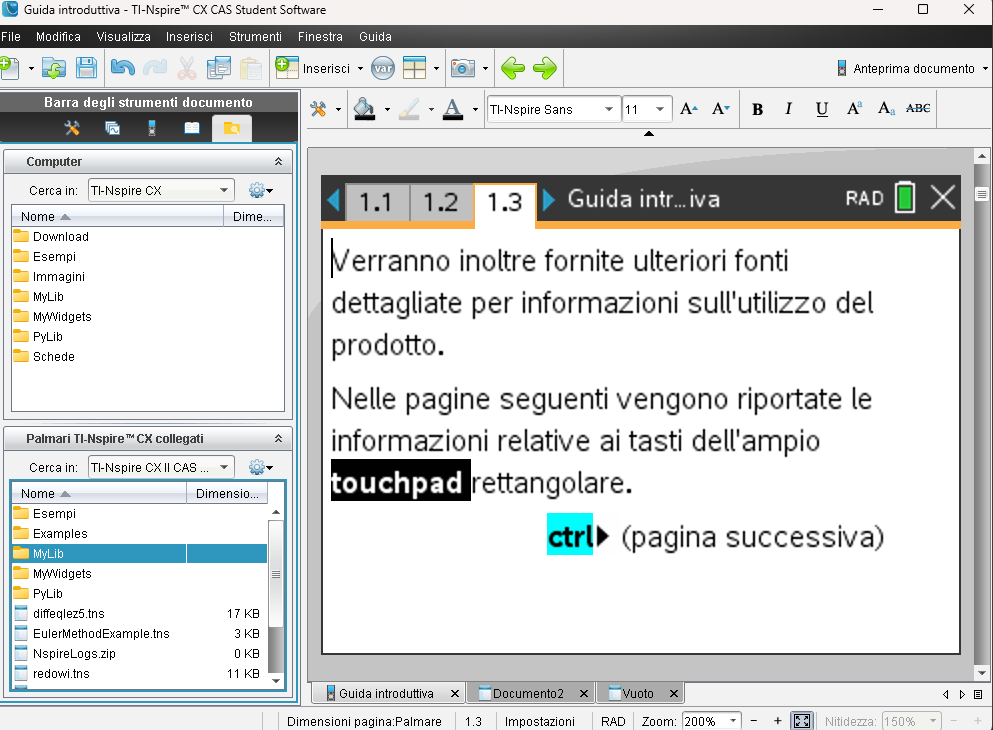 Guida introduttiva - TI-Nspire™ CX CAS Student Software
File Modifica Visualizza Inserisci Strumenti Finestra Guida
Inserisci var Anteprima documento
Barra degli strumenti documento
TI-Nspire Sans 11 A A B I U Aa Aa ABC
Computer
Cerca in: TI-Nspire CX
Nome Dime...
Download
Esempi
Immagini
MyLib
MyWidgets
PyLib
Schede
Palmari TI-Nspire™ CX collegati
Cerca in: TI-Nspire CX II CAS ...
Nome Dimensio...
Esempi
Examples
MyLib
MyWidgets
PyLib
diffeqlez5.tns 17 KB
EulerMethodExample.tns 3 KB
NspireLogs.zip 0 KB
redowi.tns 11 KB
1.1 1.2 1.3 Guida intr...iva RAD
Verranno inoltre fornite ulteriori fonti
dettagliate per informazioni sull'utilizzo del
prodotto.
Nelle pagine seguenti vengono riportate le
informazioni relative ai tasti dell'ampio
touchpad rettangolare.
ctrl (pagina successiva)
Guida introduttiva Documento2 Vuoto
Dimensioni pagina:Palmare 1.3 Impostazioni RAD Zoom: 200% - + Nitidezza: 150% - +